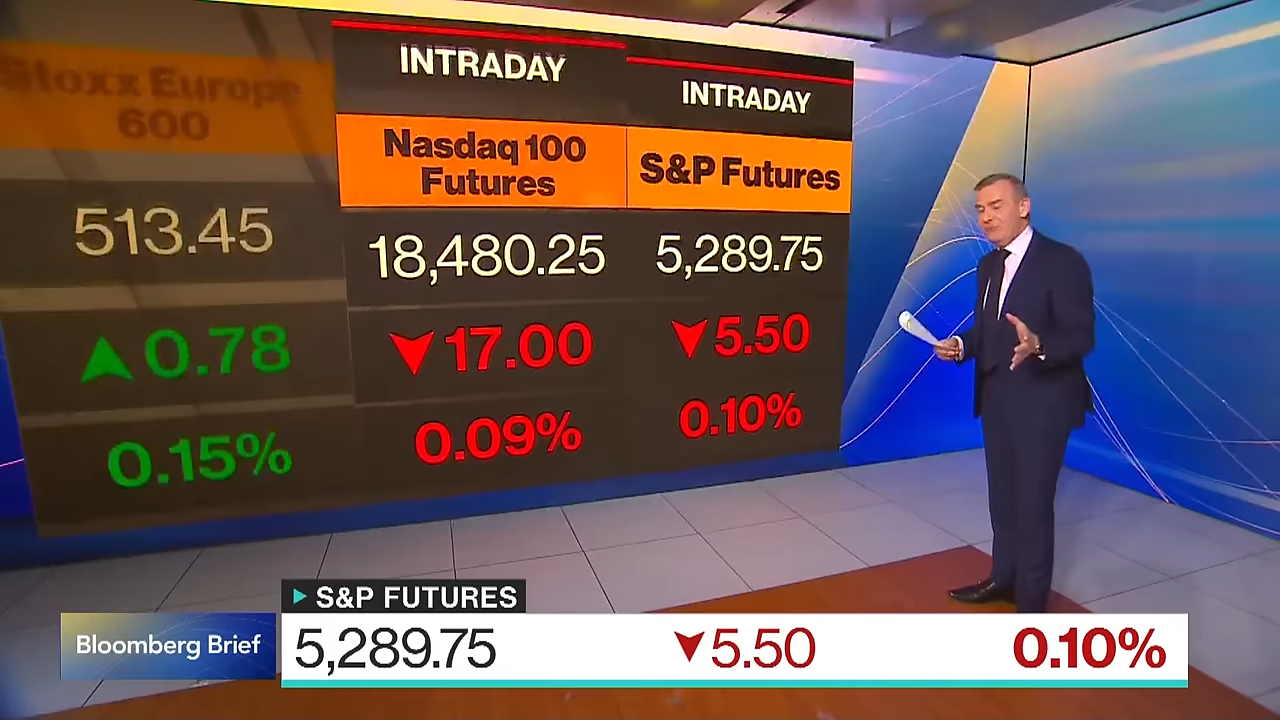 Stoxx Europe
600
513.45
▲0.78
0.15%
INTRADAY
Nasdaq 100
Futures
18,480.25
▼17.00
0.09%
INTRADAY
S&P Futures
5,289.75
▼5.50
0.10%
S&P FUTURES
Bloomberg Brief
5,289.75
▼5.50
0.10%